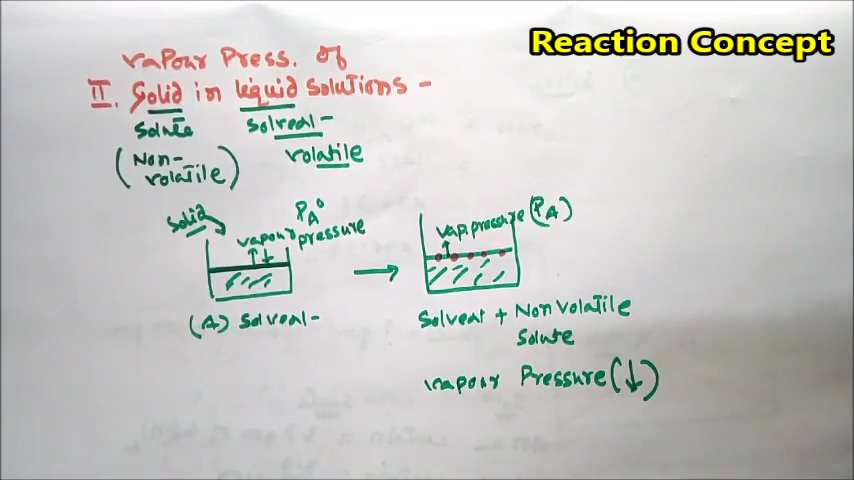 Reaction Concept
Vapour Press. of
II. Solid in liquid solutions -
Solute Solvent
(Non-volatile) volatile
Solid
PA°
vapour pressure
vap. pressure (PA)
(A) Solvent
Solvent + Non volatile
Solute
vapour Pressure (↓)